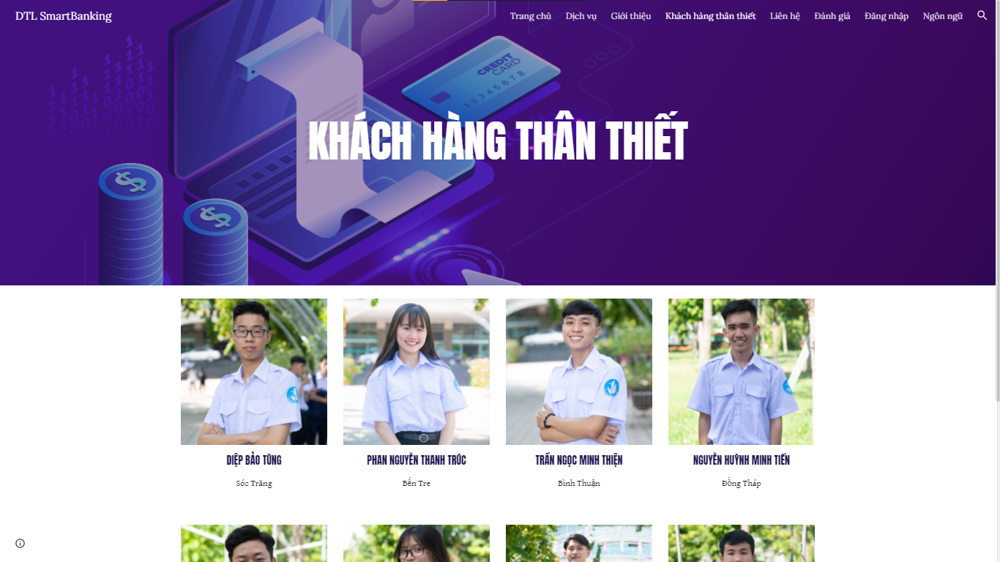 DTL SmartBanking
Trang chủ
Dịch vụ
Giới thiệu
Khách hàng thân thiết
Liên hệ
Đánh giá
Đăng nhập
Ngôn ngữ
CREDIT
CARD
12345678
KHÁCH HÀNG THÂN THIẾT
DIỆP BẢO TÙNG
PHAN NGUYỄN THANH TRÚC
TRẦN NGỌC MINH THIỆN
NGUYỄN HUỲNH MINH TIẾN
Sóc Trăng
Bến Tre
Bình Thuận
Đồng Tháp